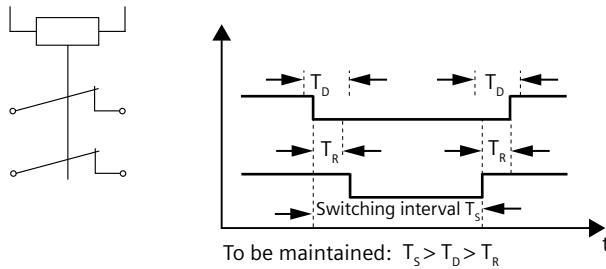 T_D T_D
T_R T_R
Switching interval T_S
t
To be maintained: T_S > T_D > T_R